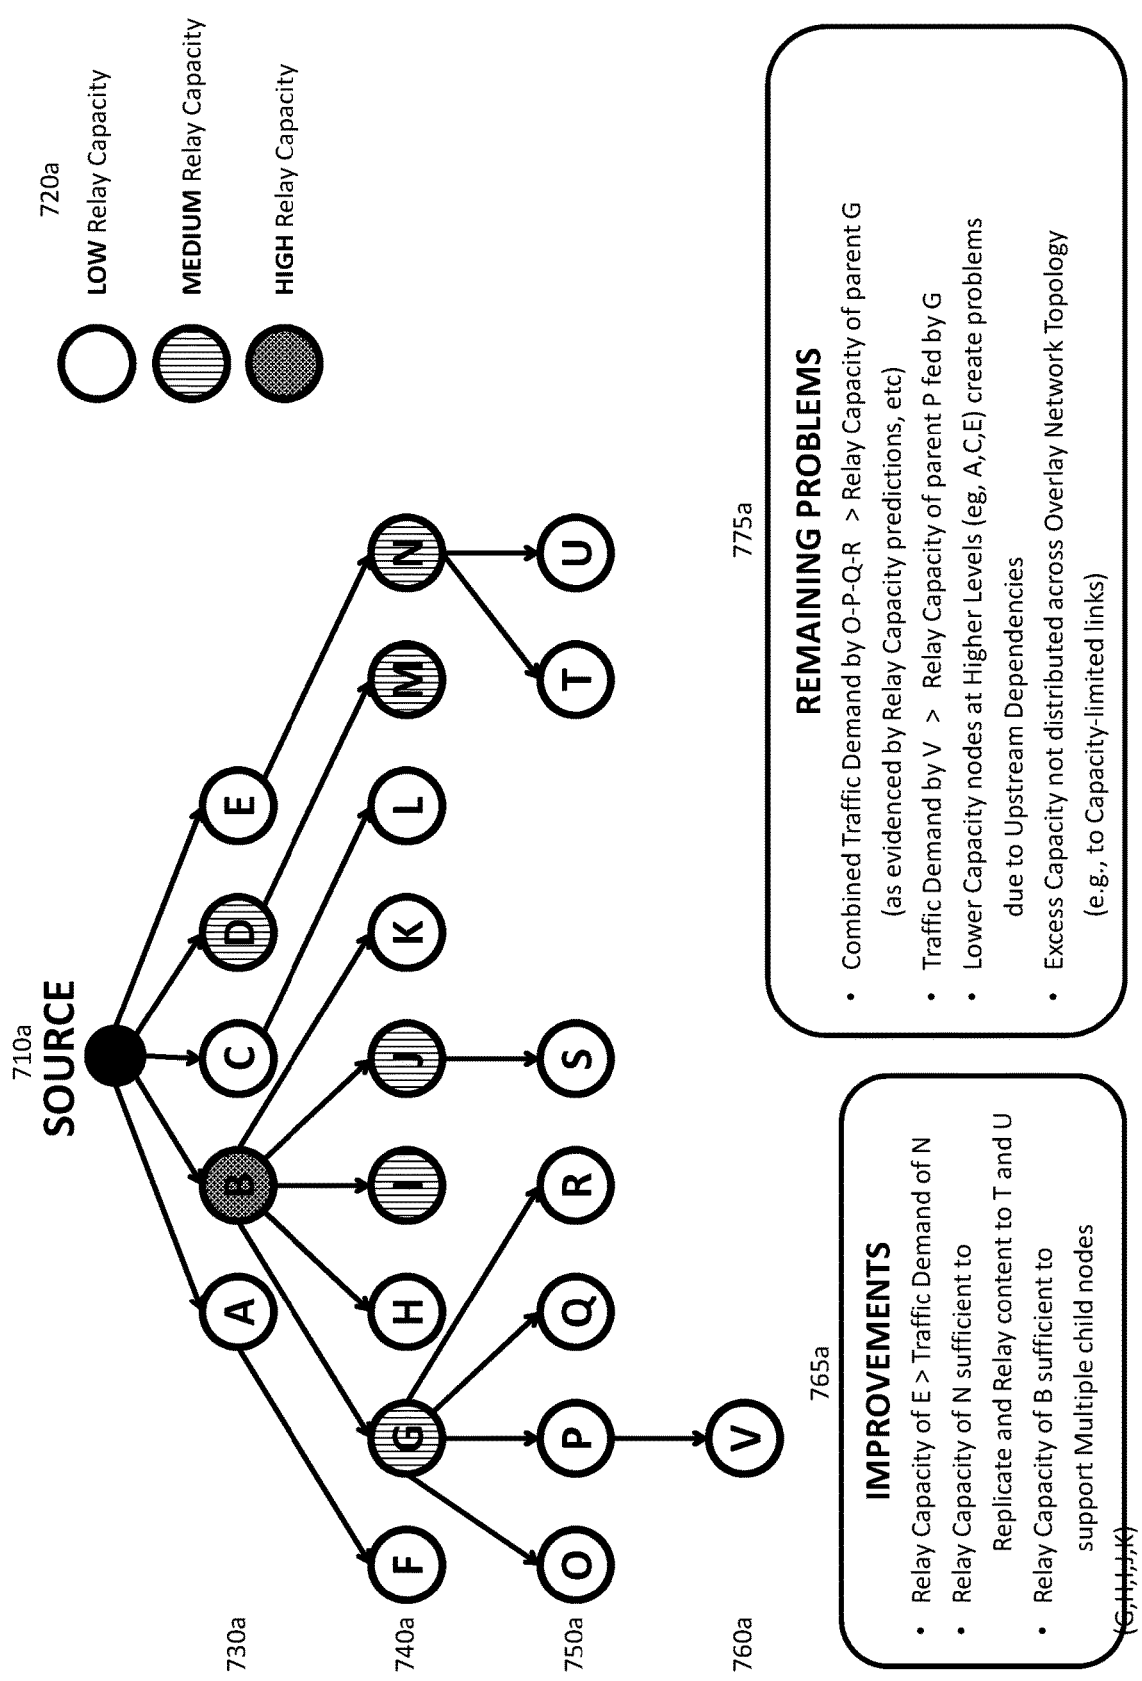 710a
SOURCE
720a
LOW Relay Capacity
MEDIUM Relay Capacity
HIGH Relay Capacity
730a
A
B
C
D
E
740a
F
G
H
I
J
K
L
M
N
750a
O
P
Q
R
S
T
U
760a
V
765a
IMPROVEMENTS
• Relay Capacity of E > Traffic Demand of N
• Relay Capacity of N sufficient to
Replicate and Relay content to T and U
• Relay Capacity of B sufficient to
support Multiple child nodes
(G,H,I,J,K)
775a
REMAINING PROBLEMS
• Combined Traffic Demand by O-P-Q-R > Relay Capacity of parent G
(as evidenced by Relay Capacity predictions, etc)
• Traffic Demand by V > Relay Capacity of parent P fed by G
• Lower Capacity nodes at Higher Levels (eg, A,C,E) create problems
due to Upstream Dependencies
• Excess Capacity not distributed across Overlay Network Topology
(e.g., to Capacity-limited links)